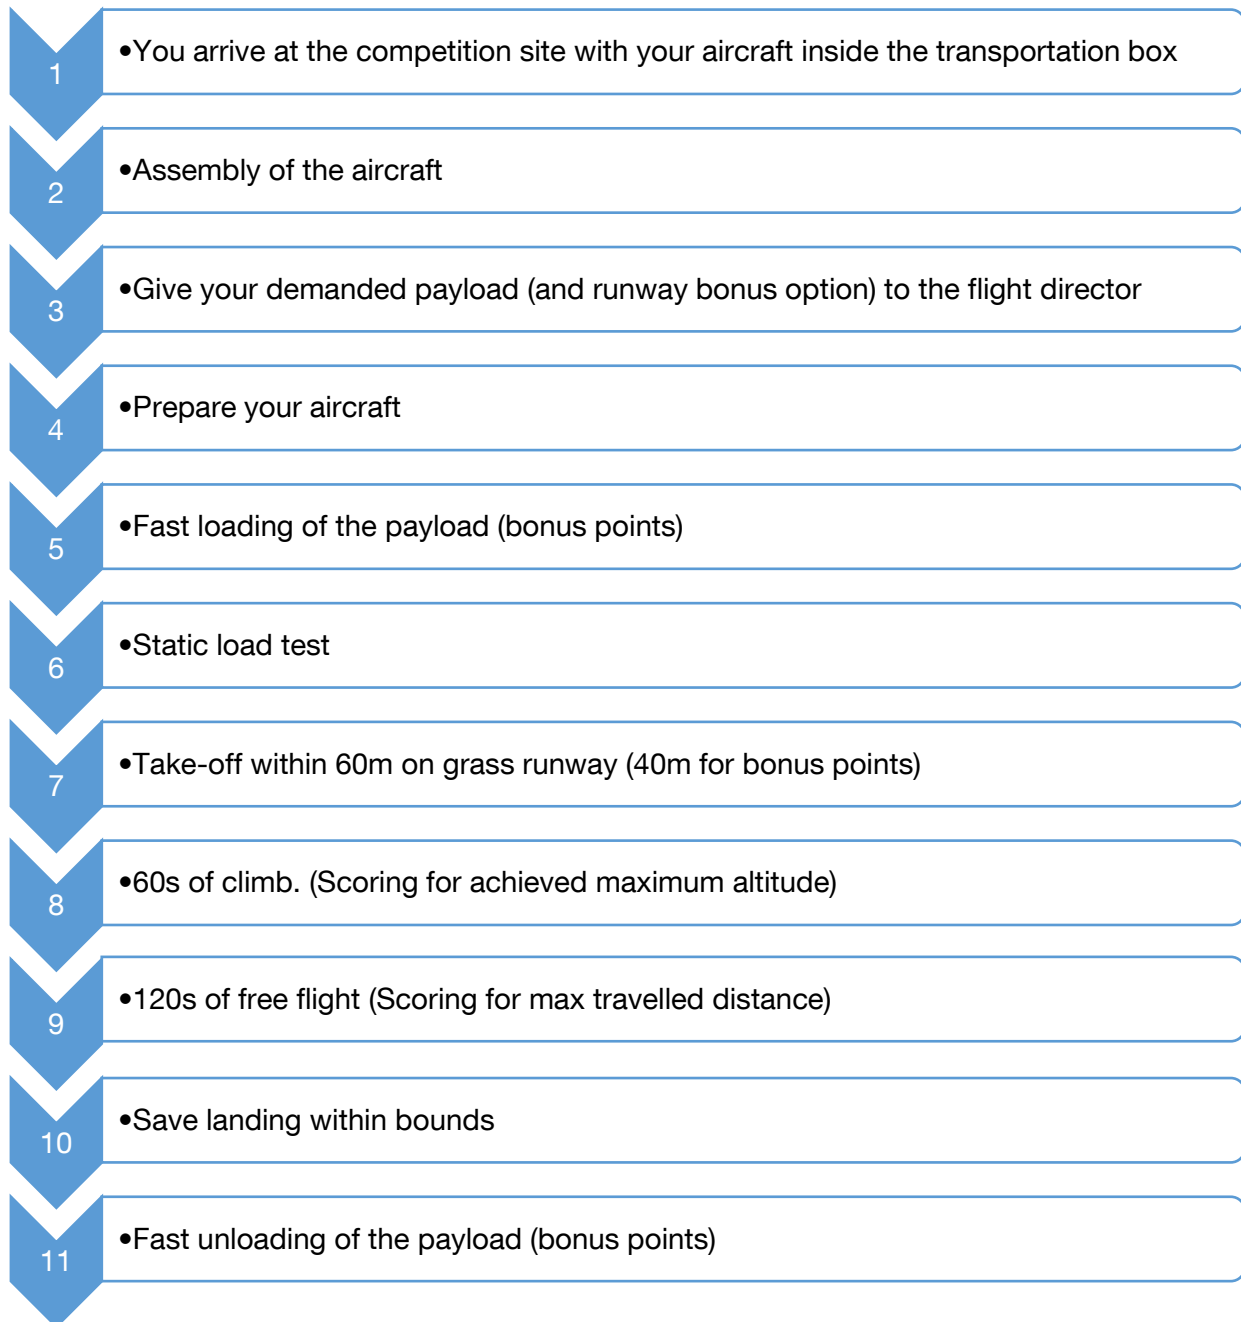 1
•You arrive at the competition site with your aircraft inside the transportation box
2
•Assembly of the aircraft
3
•Give your demanded payload (and runway bonus option) to the flight director
4
•Prepare your aircraft
5
•Fast loading of the payload (bonus points)
6
•Static load test
7
•Take-off within 60m on grass runway (40m for bonus points)
8
•60s of climb. (Scoring for achieved maximum altitude)
9
•120s of free flight (Scoring for max travelled distance)
10
•Save landing within bounds
11
•Fast unloading of the payload (bonus points)